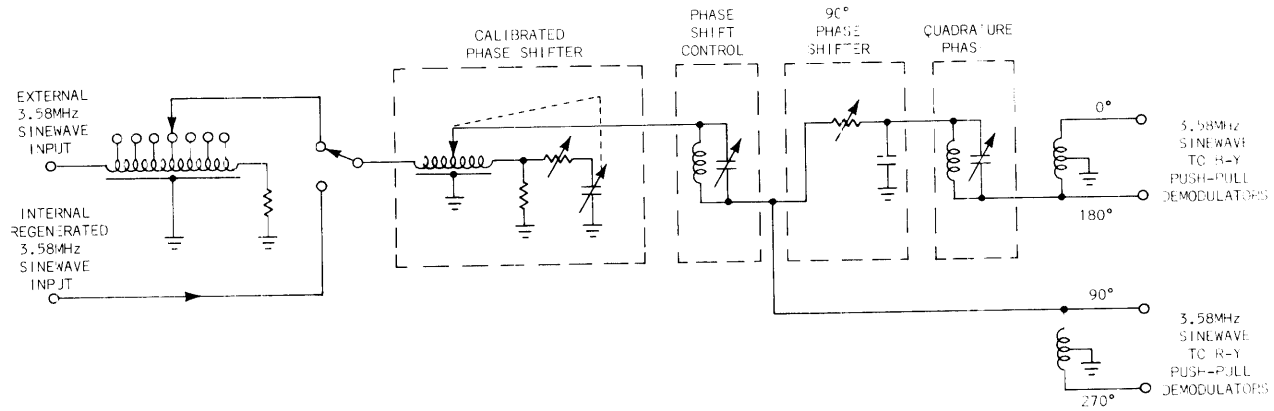 CALIBRATED
PHASE SHIFTER
PHASE
SHIFT
CONTROL
90°
PHASE
SHIFTER
QUADRATURE
PHAS
EXTERNAL
3.58MHz
SINEWAVE
INPUT
INTERNAL
REGENERATED
3.58MHz
SINEWAVE
INPUT
0°
180°
3.58MHz
SINEWAVE
TO B-Y
PUSH-PULL
DEMODULATORS
90°
270°
3.58MHz
SINEWAVE
TO R-Y
PUSH-PULL
DEMODULATORS